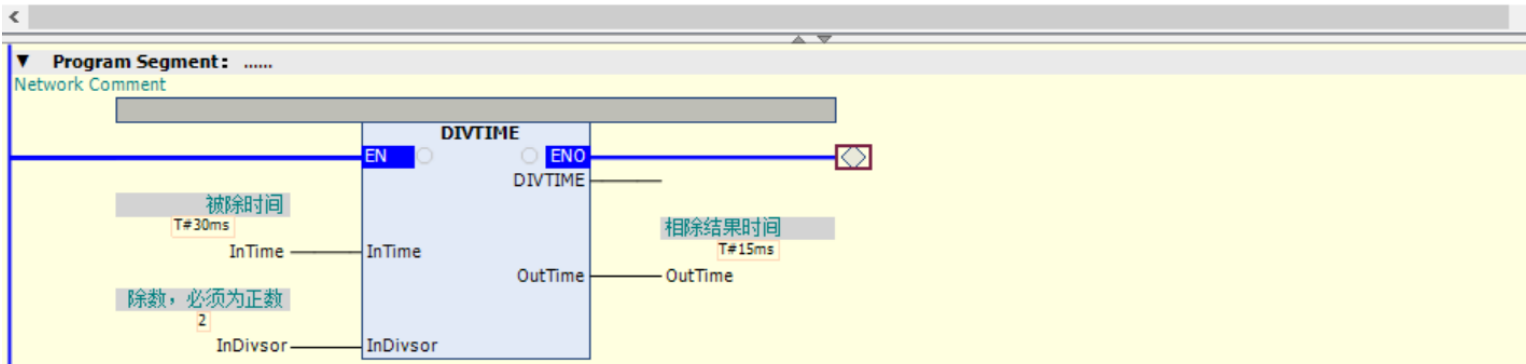 Program Segment: ......
Network Comment
DIVTIME
EN
ENO
DIVTIME
被除时间
T#30ms
InTime
InTime
相除结果时间
T#15ms
OutTime
OutTime
除数，必须为正数
2
InDivsor
InDivsor